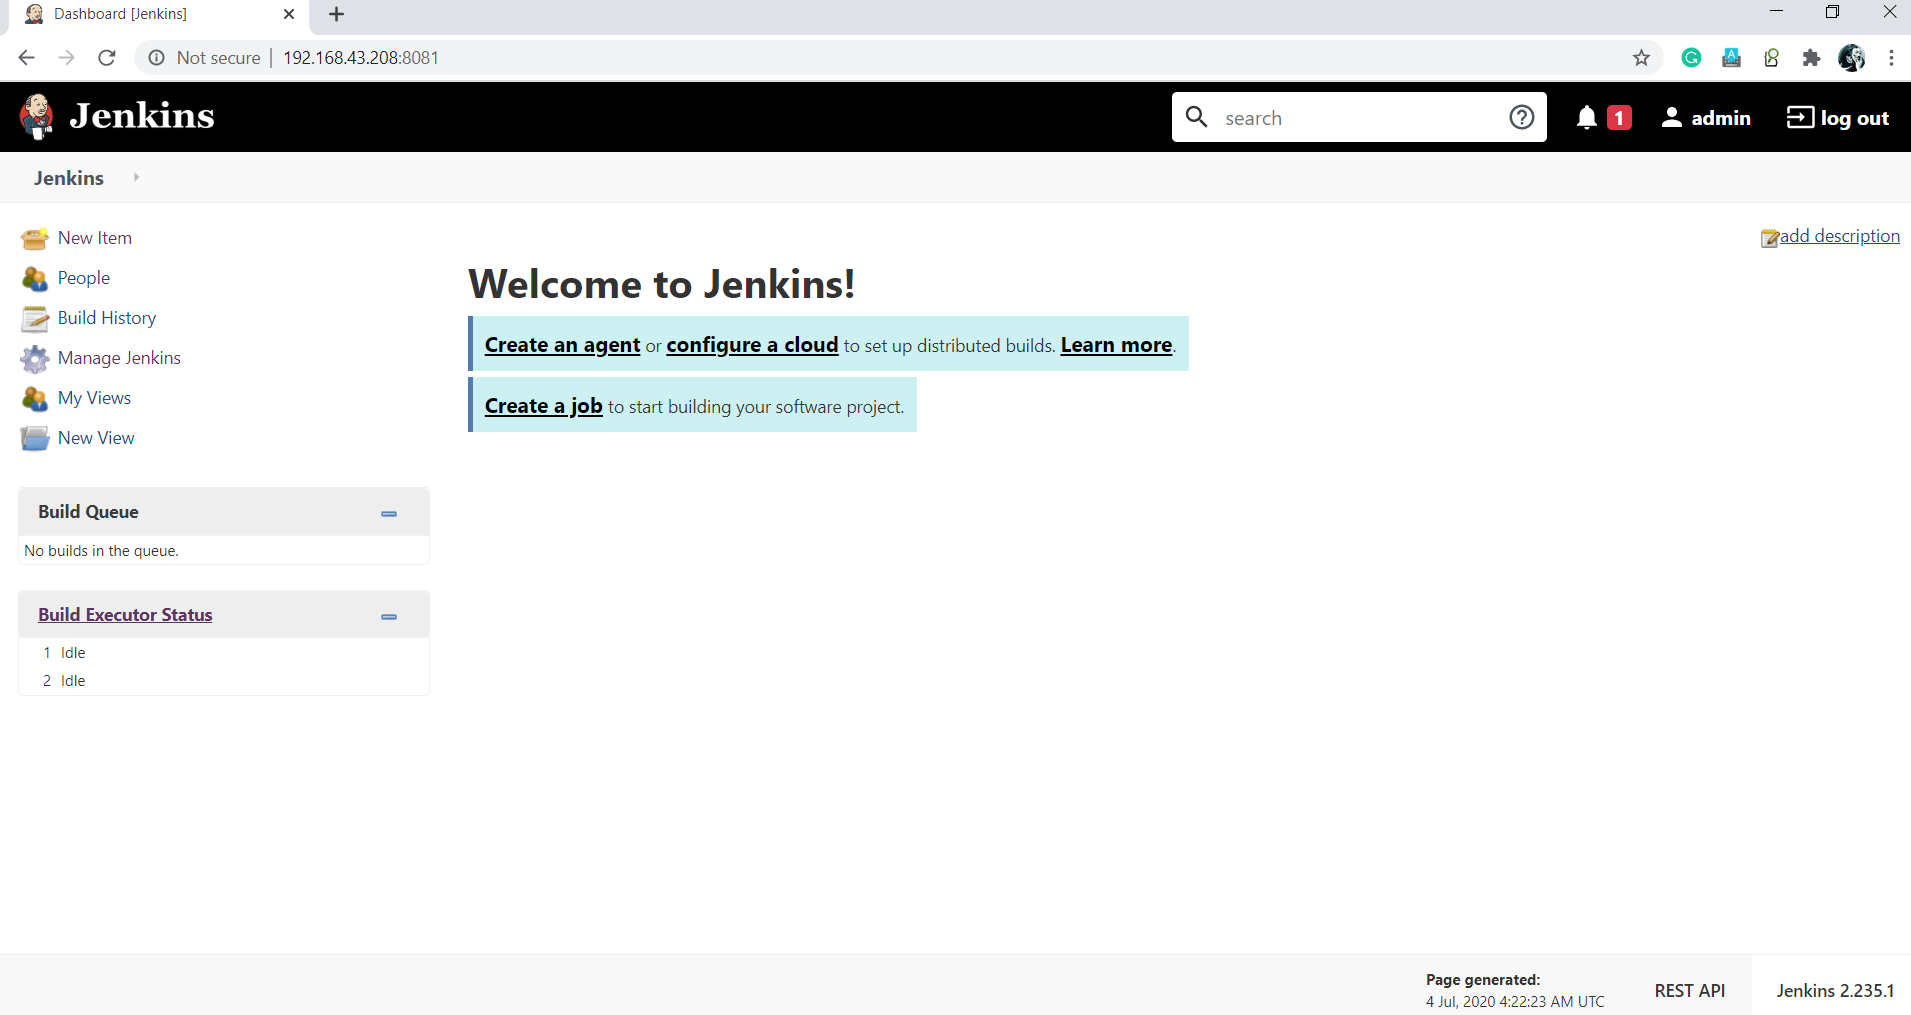 Dashboard [Jenkins]
Not secure | 192.168.43.208:8081
Jenkins
search
1
admin
log out
Jenkins
New Item
People
Build History
Manage Jenkins
My Views
New View
add description
Welcome to Jenkins!
Create an agent or configure a cloud to set up distributed builds. Learn more.
Create a job to start building your software project.
Build Queue
No builds in the queue.
Build Executor Status
1 Idle
2 Idle
Page generated:
4 Jul, 2020 4:22:23 AM UTC
REST API
Jenkins 2.235.1